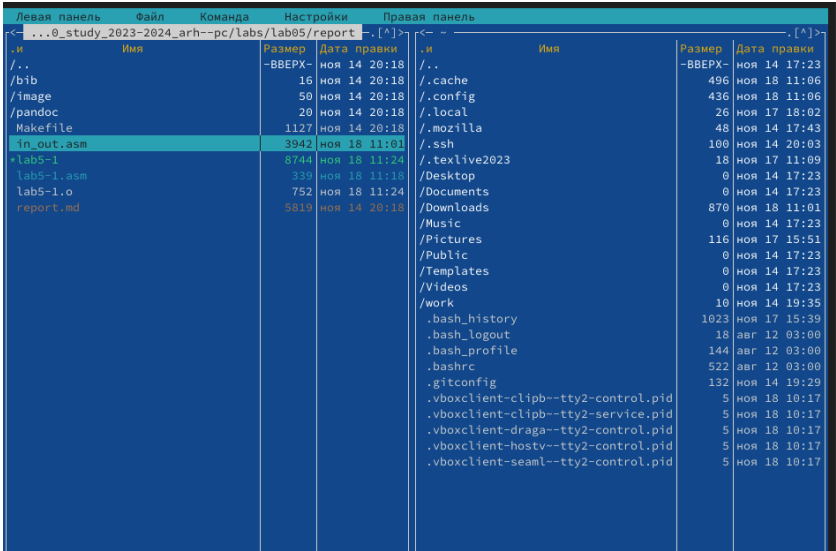 Левая панель Файл Команда Настройки Правая панель
<— ...0_study_2023-2024_arh--pc/labs/lab05/report —.[^]>
.и Имя Размер Дата правки
/.. -ВВЕРХ- ноя 14 20:18
/bib 16 ноя 14 20:18
/image 50 ноя 14 20:18
/pandoc 20 ноя 14 20:18
Makefile 1127 ноя 14 20:18
in_out.asm 3942 ноя 18 11:01
*lab5-1 8744 ноя 18 11:24
lab5-1.asm 339 ноя 18 11:18
lab5-1.o 752 ноя 18 11:24
report.md 5819 ноя 14 20:18
<— ~ —.[^]>
.и Имя Размер Дата правки
/.. -ВВЕРХ- ноя 14 17:23
/.cache 496 ноя 18 11:06
/.config 436 ноя 18 11:06
/.local 26 ноя 17 18:02
/.mozilla 48 ноя 14 17:43
/.ssh 100 ноя 14 20:03
/.texlive2023 18 ноя 17 11:09
/Desktop 0 ноя 14 17:23
/Documents 0 ноя 14 17:23
/Downloads 870 ноя 18 11:01
/Music 0 ноя 14 17:23
/Pictures 116 ноя 17 15:51
/Public 0 ноя 14 17:23
/Templates 0 ноя 14 17:23
/Videos 0 ноя 14 17:23
/work 10 ноя 14 19:35
.bash_history 1023 ноя 17 15:39
.bash_logout 18 авг 12 03:00
.bash_profile 144 авг 12 03:00
.bashrc 522 авг 12 03:00
.gitconfig 132 ноя 14 19:29
.vboxclient-clipb~-tty2-control.pid 5 ноя 18 10:17
.vboxclient-clipb~-tty2-service.pid 5 ноя 18 10:17
.vboxclient-draga~-tty2-control.pid 5 ноя 18 10:17
.vboxclient-hostv~-tty2-control.pid 5 ноя 18 10:17
.vboxclient-seaml~-tty2-control.pid 5 ноя 18 10:17